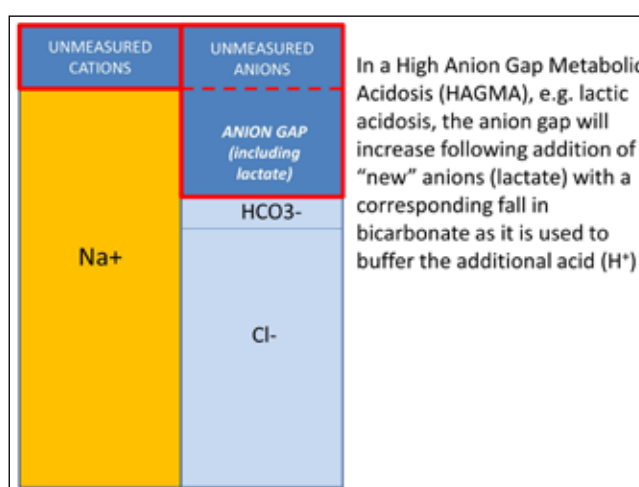 UNMEASURED
CATIONS
UNMEASURED
ANIONS
ANION GAP
(including
lactate)
HCO3-
Na+
Cl-
In a High Anion Gap Metabolic
Acidosis (HAGMA), e.g. lactic
acidosis, the anion gap will
increase following addition of
“new” anions (lactate) with a
corresponding fall in
bicarbonate as it is used to
buffer the additional acid (H⁺)